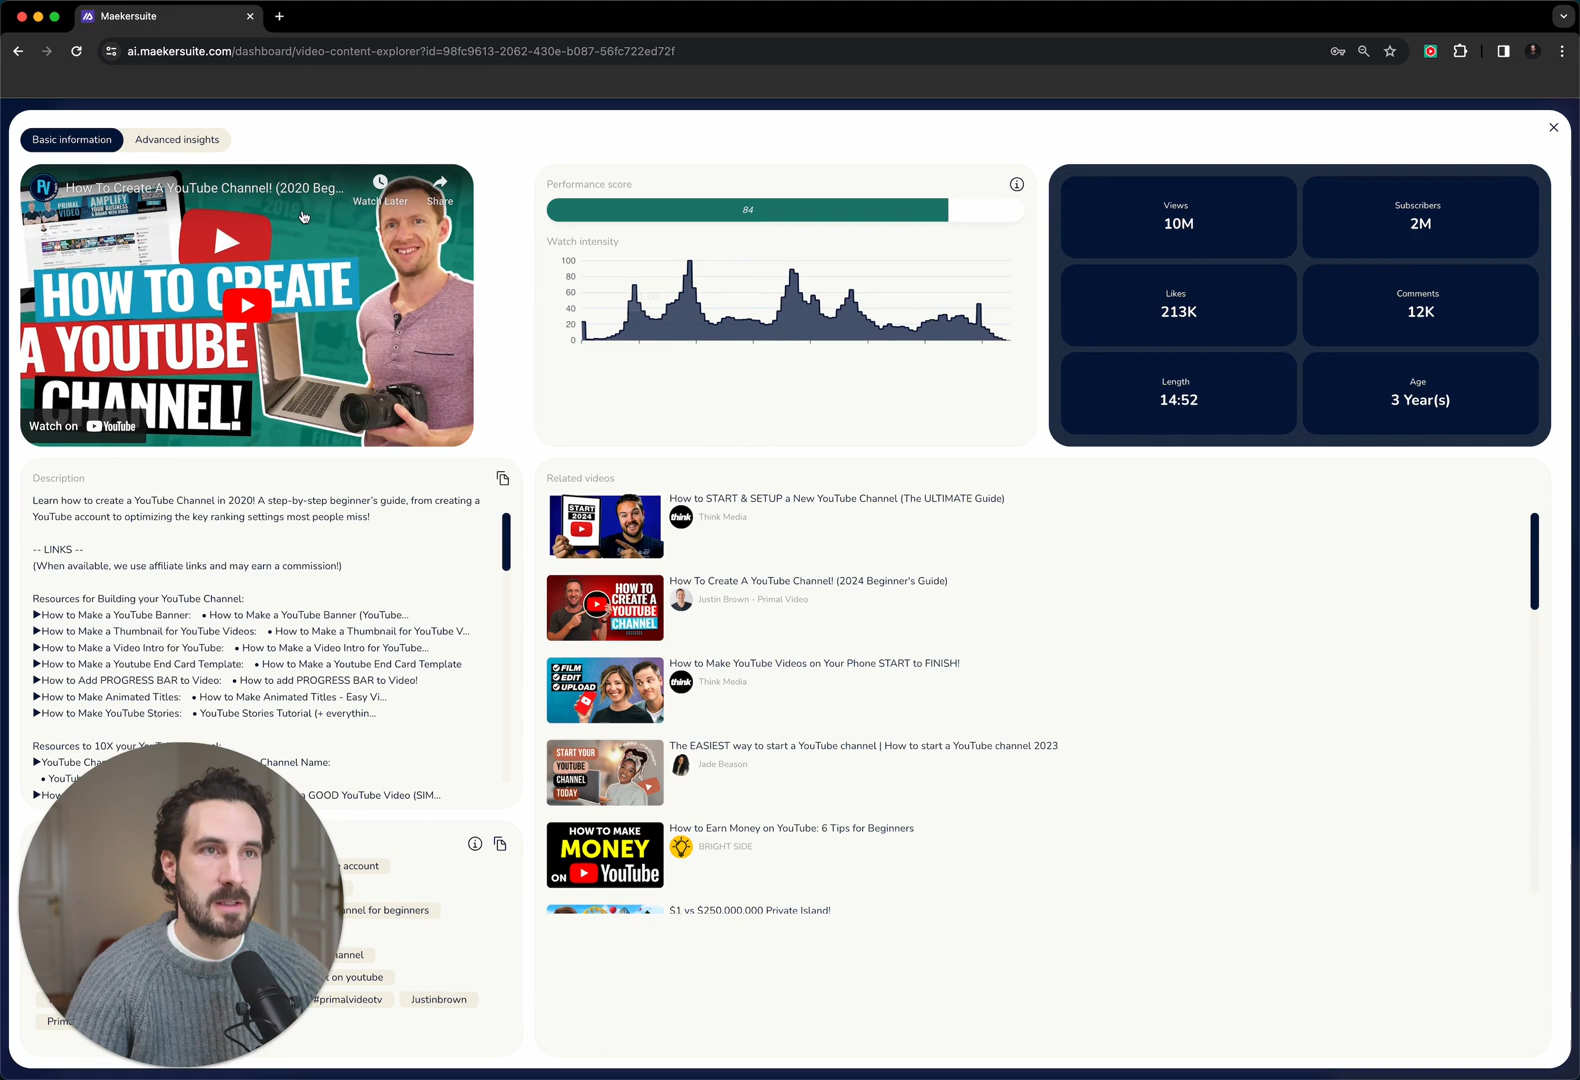 Maekersuite
ai.maekersuite.com/dashboard/video-content-explorer?id=98fc9613-2062-430e-b087-56fc722ed72f
Basic information
Advanced insights
How To Create A YouTube Channel! (2020 Beg...
Watch Later
Share
PRIMAL VIDEO
AMPLIFY
HOW TO CREATE
A YOUTUBE
CHANNEL!
Watch on YouTube
Performance score
84
Watch intensity
100
80
60
40
20
0
Views
10M
Subscribers
2M
Likes
213K
Comments
12K
Length
14:52
Age
3 Year(s)
Description
Learn how to create a YouTube Channel in 2020! A step-by-step beginner's guide, from creating a
YouTube account to optimizing the key ranking settings most people miss!
-- LINKS --
(When available, we use affiliate links and may earn a commission!)
Resources for Building your YouTube Channel:
▶How to Make a YouTube Banner: • How to Make a YouTube Banner (YouTube...
▶How to Make a Thumbnail for YouTube Videos: • How to Make a Thumbnail for YouTube V...
▶How to Make a Video Intro for YouTube: • How to Make a Video Intro for YouTube...
▶How to Make a Youtube End Card Template: • How to Make a Youtube End Card Template
▶How to Add PROGRESS BAR to Video: • How to add PROGRESS BAR to Video!
▶How to Make Animated Titles: • How to Make Animated Titles - Easy Vi...
▶How to Make YouTube Stories: • YouTube Stories Tutorial (+ everythin...
Resources to 10X your
▶YouTube Channel Name:
a GOOD YouTube Video (SIM...
account
for beginners
on youtube
#primalvideotv
Justinbrown
Related videos
START
2024
How to START & SETUP a New YouTube Channel (The ULTIMATE Guide)
think
Think Media
HOW TO
CREATE
A YOUTUBE
CHANNEL
How To Create A YouTube Channel! (2024 Beginner's Guide)
Justin Brown - Primal Video
FILM
EDIT
UPLOAD
How to Make YouTube Videos on Your Phone START to FINISH!
think
Think Media
START YOUR
YOUTUBE
CHANNEL
TODAY
The EASIEST way to start a YouTube channel | How to start a YouTube channel 2023
Jade Beason
HOW TO MAKE
MONEY
ON YouTube
How to Earn Money on YouTube: 6 Tips for Beginners
BRIGHT SIDE
$1 vs $250,000,000 Private Island!